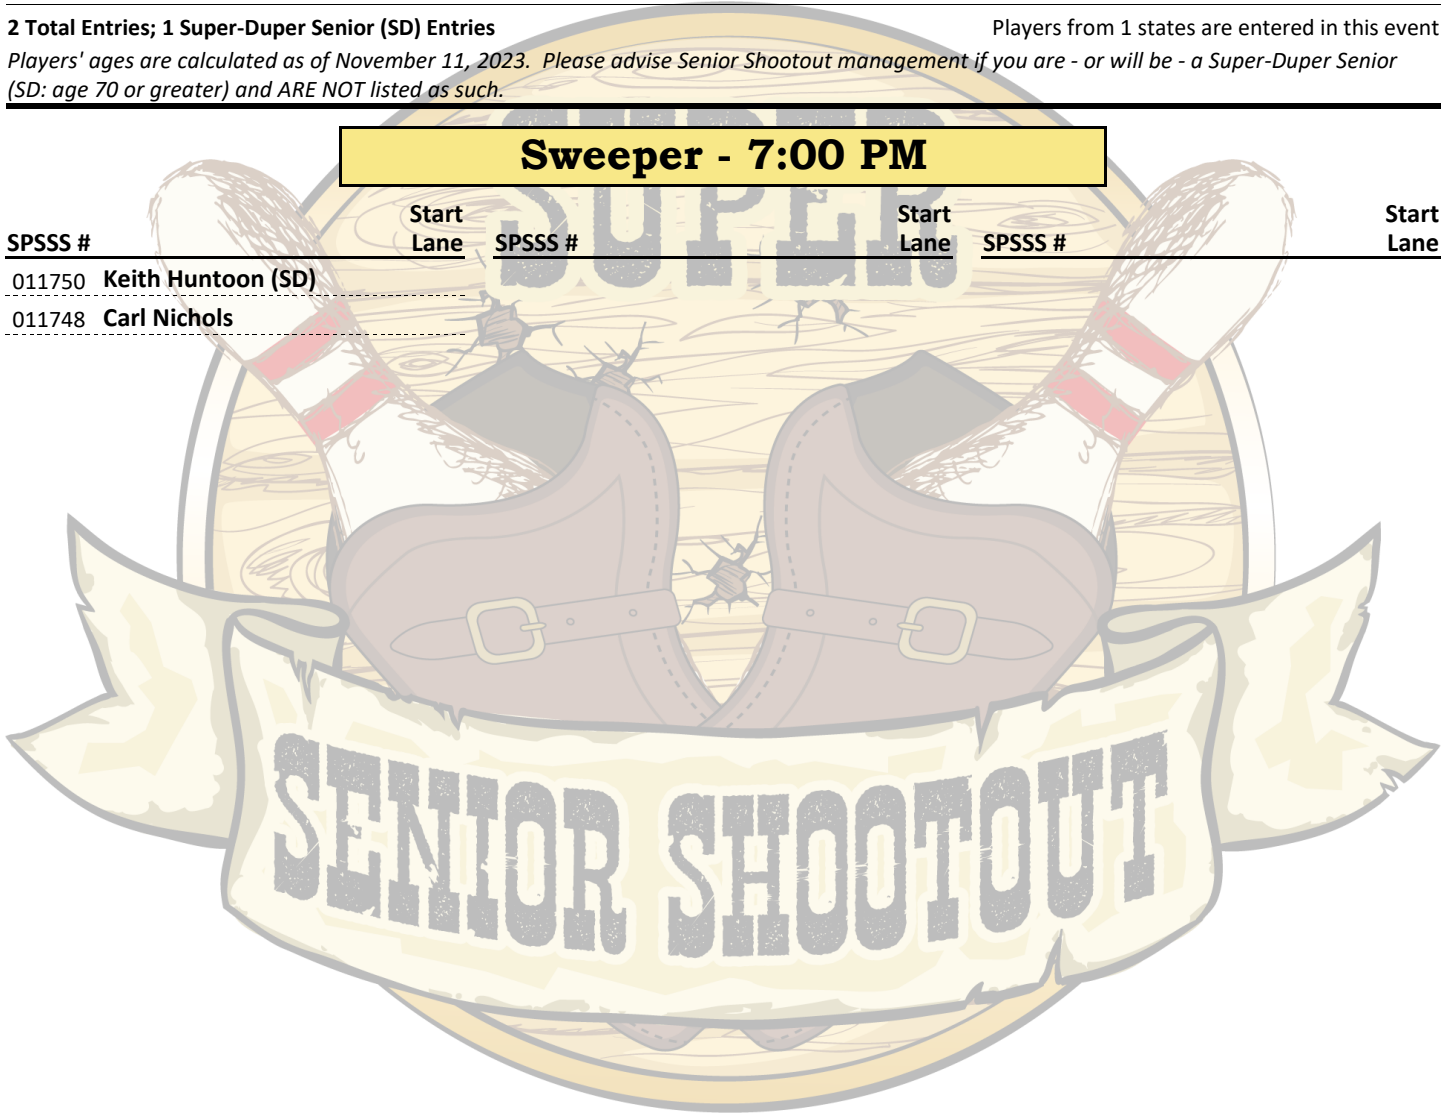 2 Total Entries; 1 Super-Duper Senior (SD) Entries Players from 1 states are entered in this event
Players' ages are calculated as of November 11, 2023.  Please advise Senior Shootout management if you are - or will be - a Super-Duper Senior
(SD: age 70 or greater) and ARE NOT listed as such.
Sweeper - 7:00 PM
SUPER
Start Start Start
SPSSS # Lane SPSSS # Lane SPSSS # Lane
011750 Keith Huntoon (SD)
011748 Carl Nichols
SENIOR SHOOTOUT